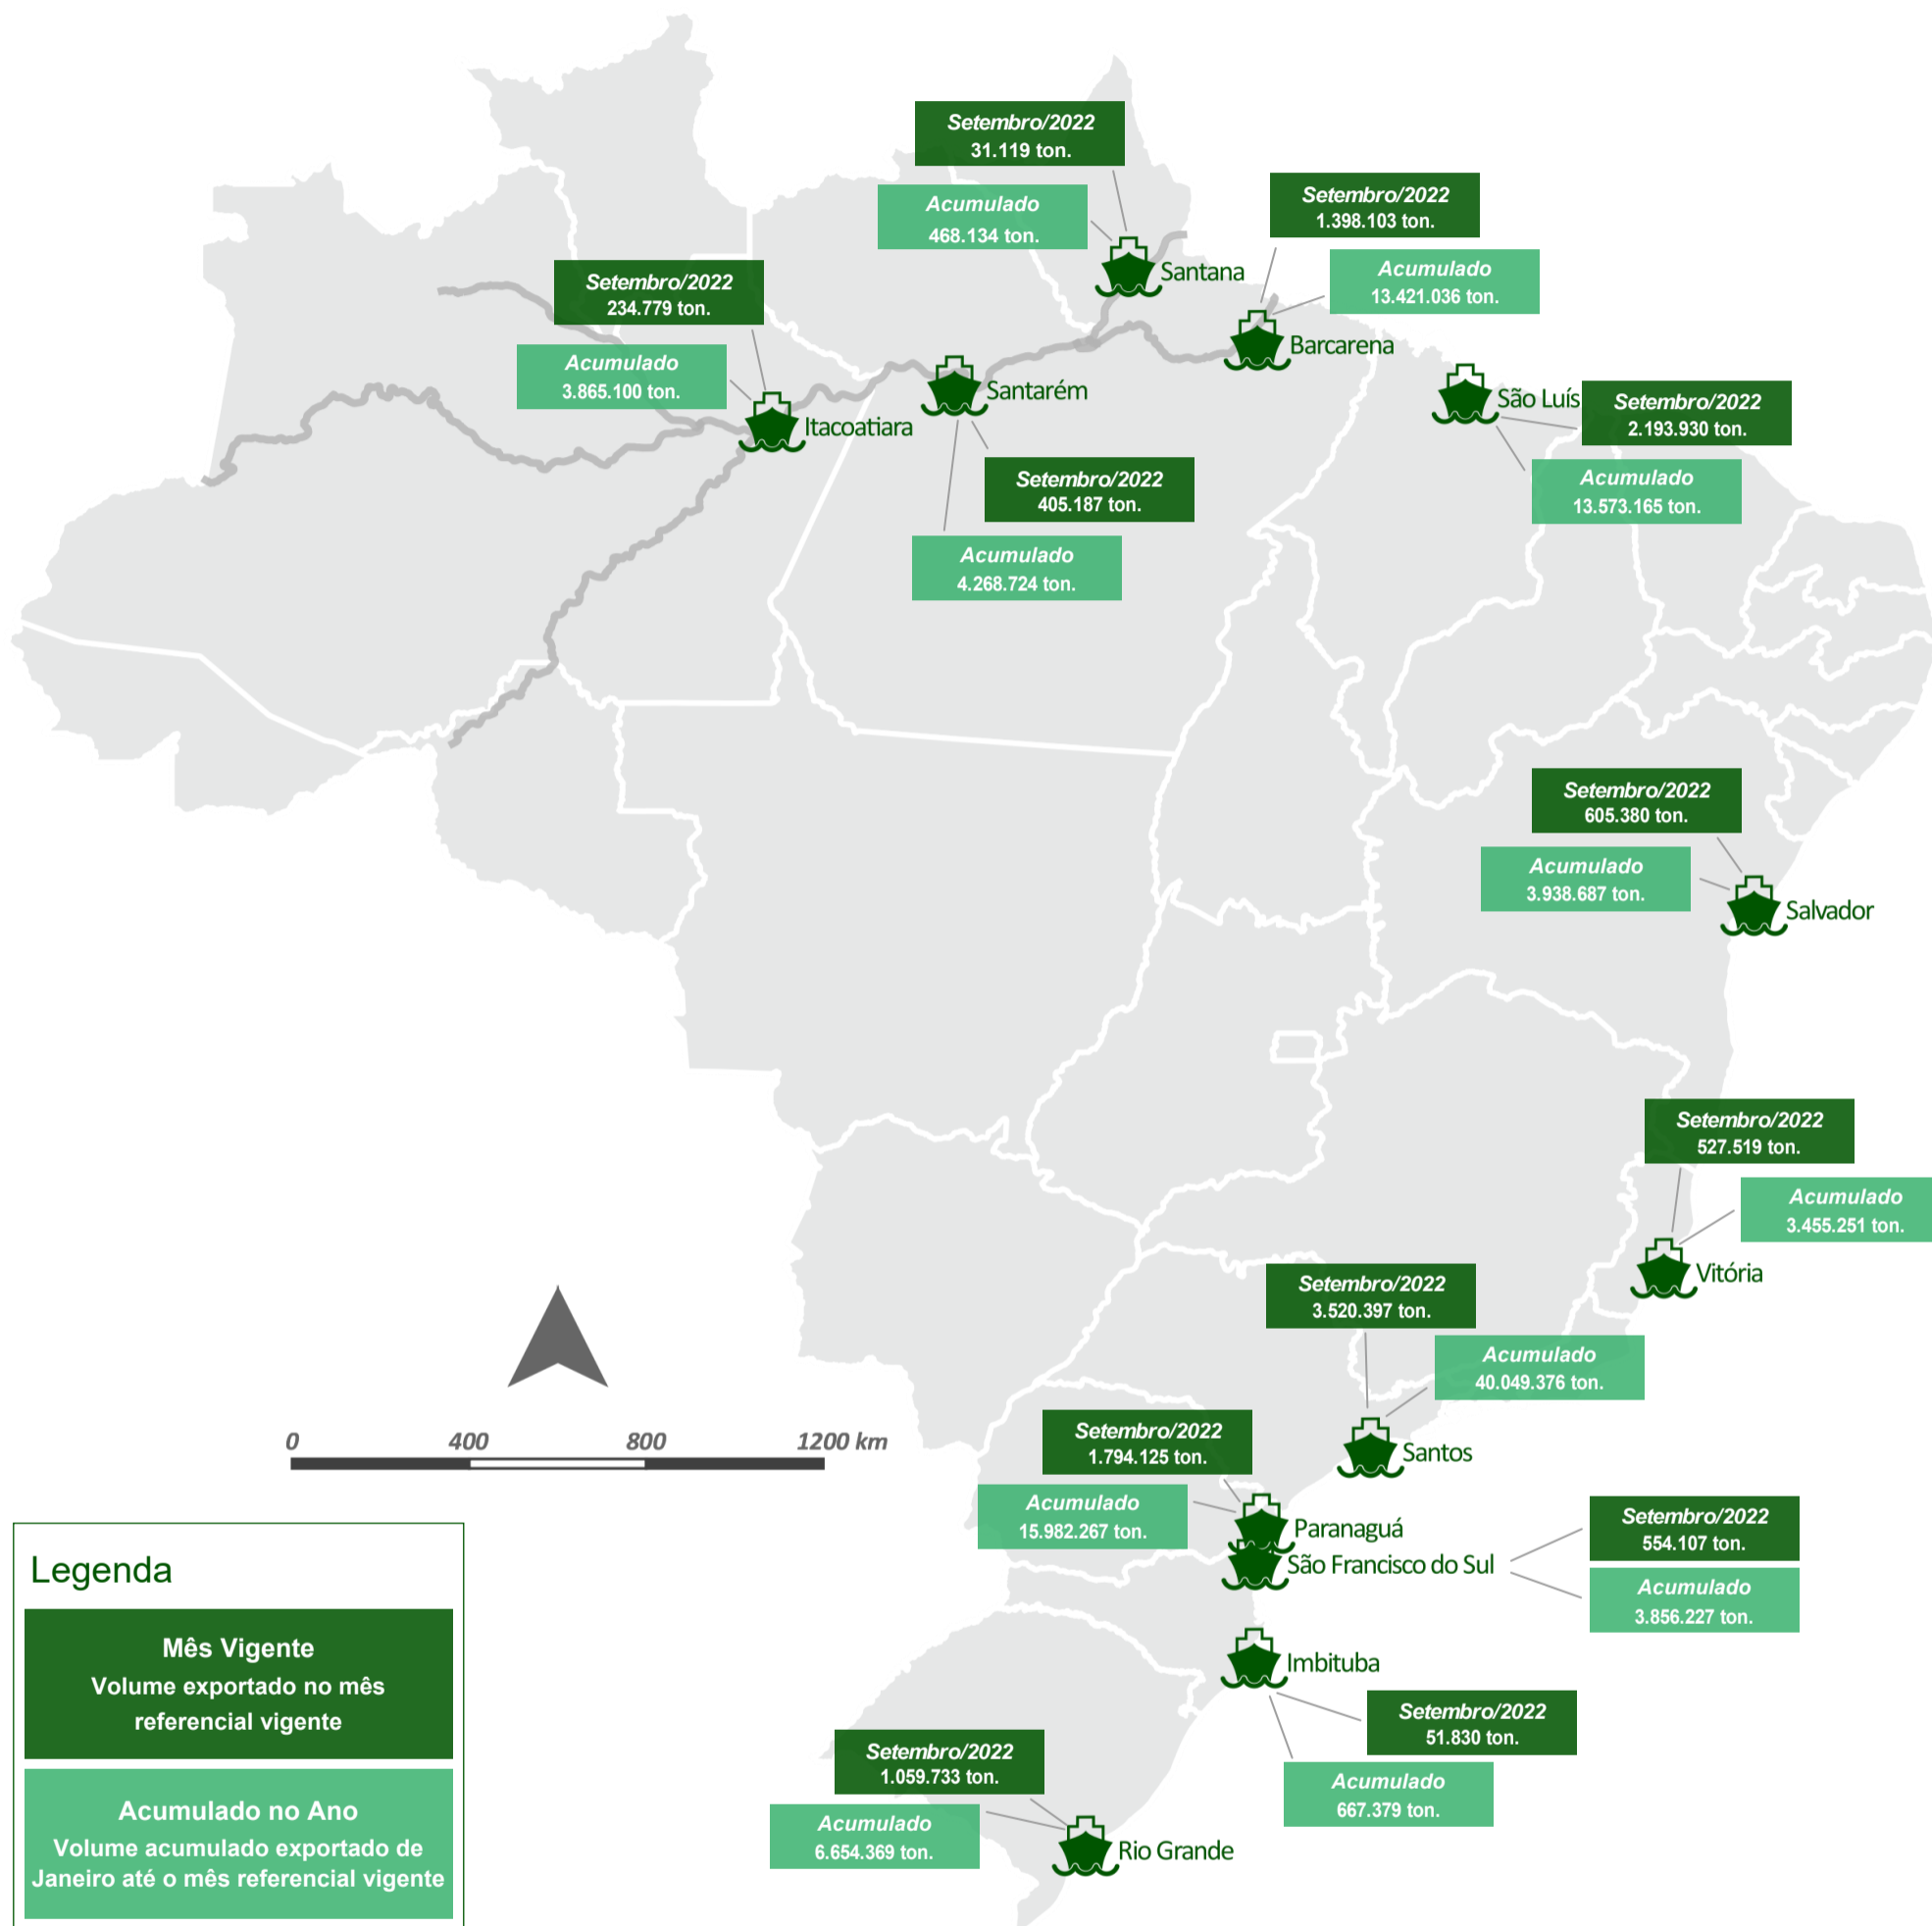 Setembro/2022
31.119 ton.
Acumulado
468.134 ton.
Santana
Setembro/2022
1.398.103 ton.
Acumulado
13.421.036 ton.
Barcarena
Setembro/2022
234.779 ton.
Acumulado
3.865.100 ton.
Itacoatiara
Santarém
Setembro/2022
405.187 ton.
Acumulado
4.268.724 ton.
São Luís
Setembro/2022
2.193.930 ton.
Acumulado
13.573.165 ton.
Setembro/2022
605.380 ton.
Acumulado
3.938.687 ton.
Salvador
Setembro/2022
527.519 ton.
Acumulado
3.455.251 ton.
Vitória
Setembro/2022
3.520.397 ton.
Acumulado
40.049.376 ton.
Santos
Setembro/2022
1.794.125 ton.
Acumulado
15.982.267 ton.
Paranaguá
São Francisco do Sul
Setembro/2022
554.107 ton.
Acumulado
3.856.227 ton.
Imbituba
Setembro/2022
51.830 ton.
Acumulado
667.379 ton.
Setembro/2022
1.059.733 ton.
Acumulado
6.654.369 ton.
Rio Grande
0 400 800 1200 km
Legenda
Mês Vigente
Volume exportado no mês
referencial vigente
Acumulado no Ano
Volume acumulado exportado de
Janeiro até o mês referencial vigente